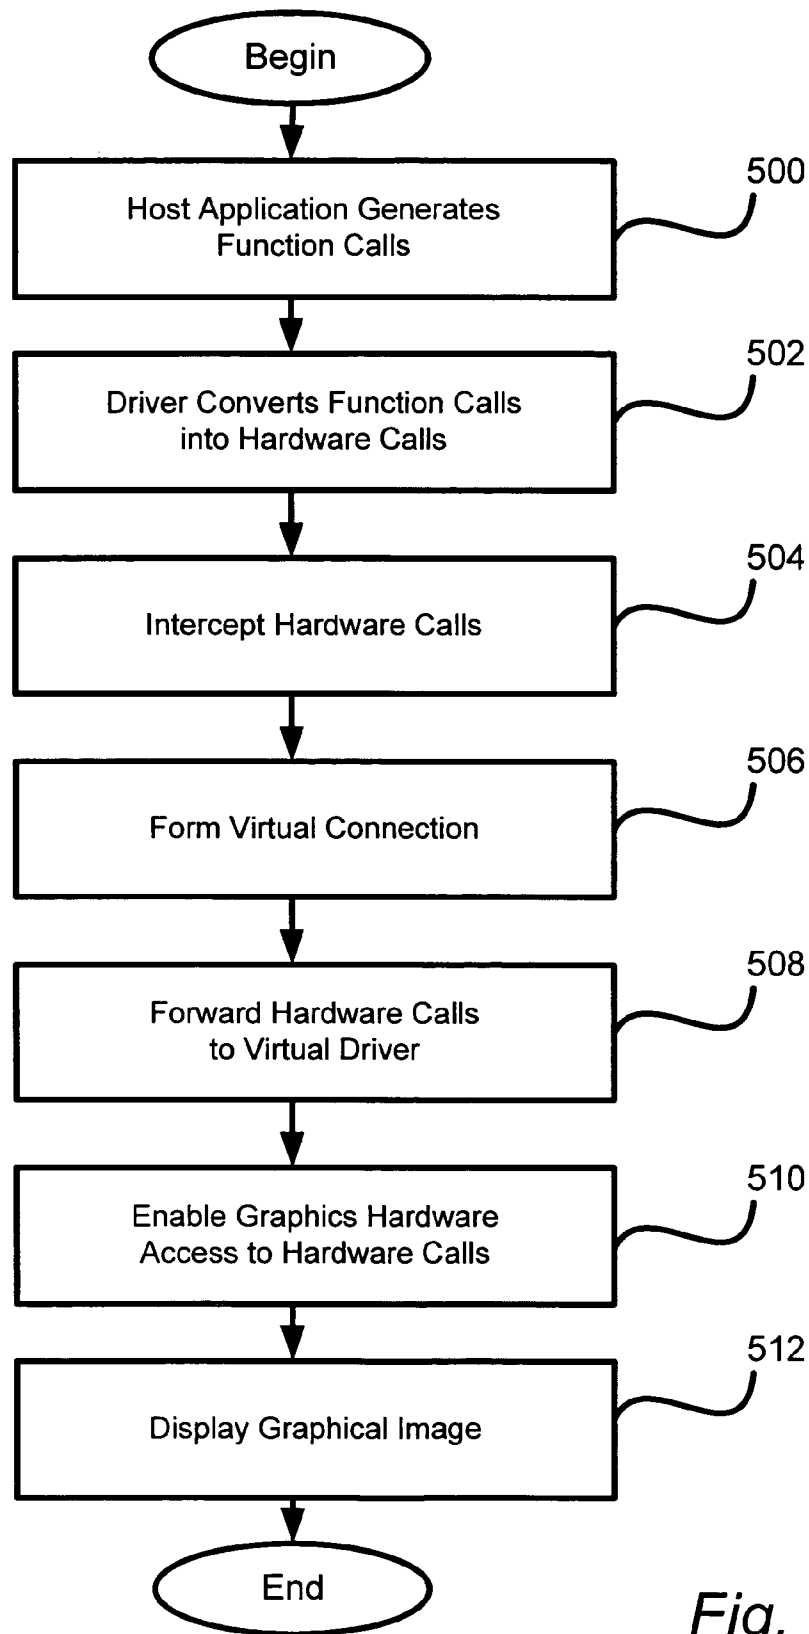 Begin
500
Host Application Generates
Function Calls
502
Driver Converts Function Calls
into Hardware Calls
504
Intercept Hardware Calls
506
Form Virtual Connection
508
Forward Hardware Calls
to Virtual Driver
510
Enable Graphics Hardware
Access to Hardware Calls
512
Display Graphical Image
End
Fig.